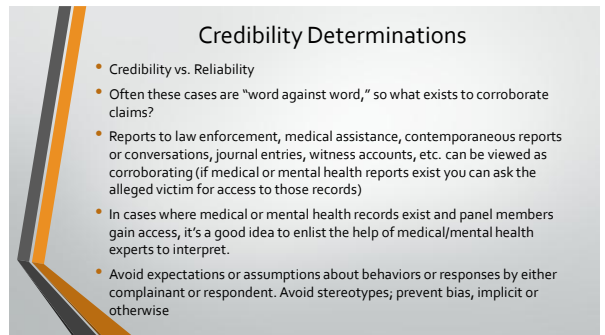 Credibility Determinations
• Credibility vs. Reliability
• Often these cases are “word against word,” so what exists to corroborate
claims?
• Reports to law enforcement, medical assistance, contemporaneous reports
or conversations, journal entries, witness accounts, etc. can be viewed as
corroborating (if medical or mental health reports exist you can ask the
alleged victim for access to those records)
• In cases where medical or mental health records exist and panel members
gain access, it’s a good idea to enlist the help of medical/mental health
experts to interpret.
• Avoid expectations or assumptions about behaviors or responses by either
complainant or respondent. Avoid stereotypes; prevent bias, implicit or
otherwise